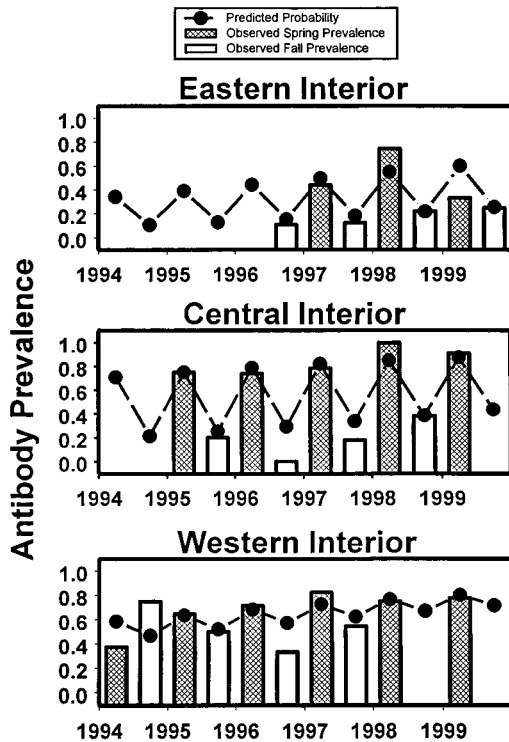 Predicted Probability
Observed Spring Prevalence
Observed Fall Prevalence
Antibody Prevalence
Eastern Interior
1.0
0.8
0.6
0.4
0.2
0.0
1994 1995 1996 1997 1998 1999
Central Interior
1.0
0.8
0.6
0.4
0.2
0.0
1994 1995 1996 1997 1998 1999
Western Interior
1.0
0.8
0.6
0.4
0.2
0.0
1994 1995 1996 1997 1998 1999